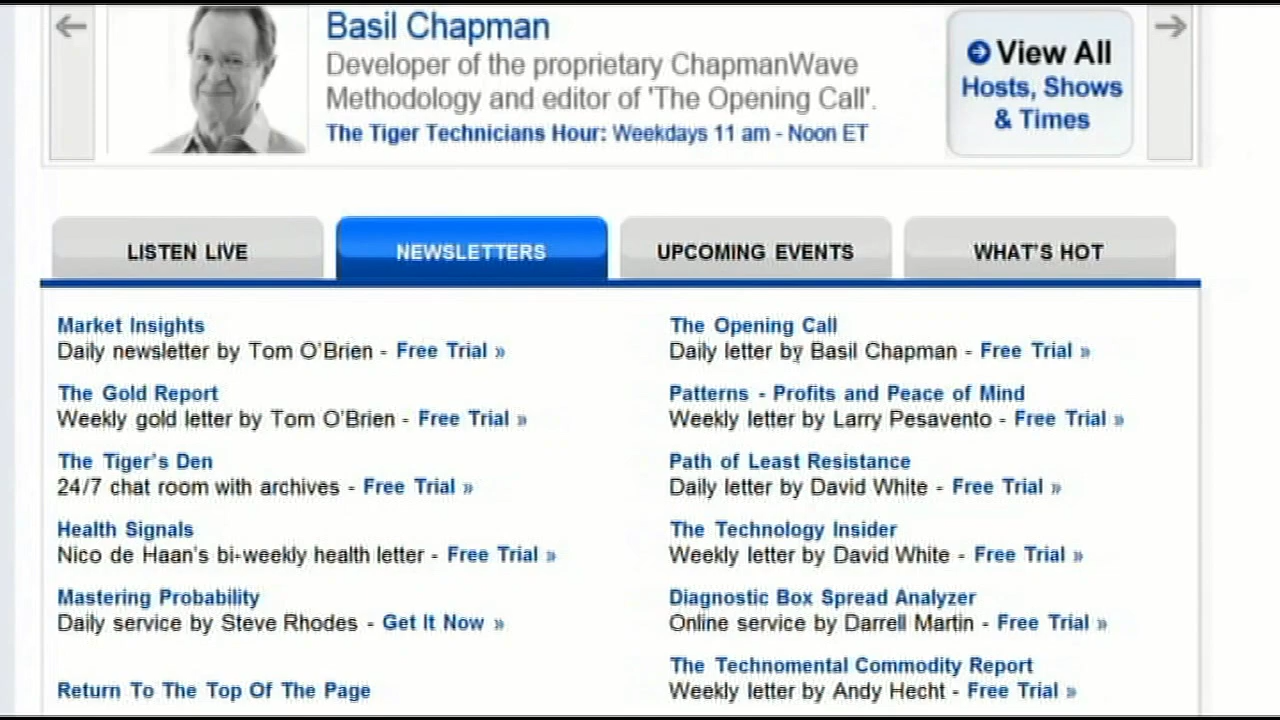 Basil Chapman
Developer of the proprietary ChapmanWave
Methodology and editor of 'The Opening Call'.
The Tiger Technicians Hour: Weekdays 11 am - Noon ET
View All
Hosts, Shows
& Times
LISTEN LIVE
NEWSLETTERS
UPCOMING EVENTS
WHAT'S HOT
Market Insights
Daily newsletter by Tom O'Brien - Free Trial »
The Gold Report
Weekly gold letter by Tom O'Brien - Free Trial »
The Tiger's Den
24/7 chat room with archives - Free Trial »
Health Signals
Nico de Haan's bi-weekly health letter - Free Trial »
Mastering Probability
Daily service by Steve Rhodes - Get It Now »
Return To The Top Of The Page
The Opening Call
Daily letter by Basil Chapman - Free Trial »
Patterns - Profits and Peace of Mind
Weekly letter by Larry Pesavento - Free Trial »
Path of Least Resistance
Daily letter by David White - Free Trial »
The Technology Insider
Weekly letter by David White - Free Trial »
Diagnostic Box Spread Analyzer
Online service by Darrell Martin - Free Trial »
The Technomental Commodity Report
Weekly letter by Andy Hecht - Free Trial »